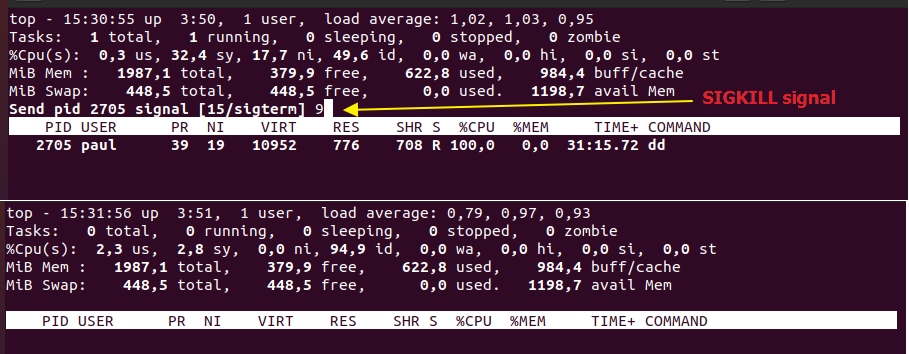 top - 15:30:55 up  3:50,  1 user,  load average: 1,02, 1,03, 0,95
Tasks:   1 total,   1 running,   0 sleeping,   0 stopped,   0 zombie
%Cpu(s):  0,3 us, 32,4 sy, 17,7 ni, 49,6 id,  0,0 wa,  0,0 hi,  0,0 si,  0,0 st
MiB Mem :   1987,1 total,    379,9 free,    622,8 used,    984,4 buff/cache
MiB Swap:    448,5 total,    448,5 free,      0,0 used.   1198,7 avail Mem
Send pid 2705 signal [15/sigterm] 9
SIGKILL signal
PID USER      PR  NI    VIRT    RES    SHR S  %CPU  %MEM     TIME+ COMMAND
2705 paul      39  19   10952    776    708 R 100,0   0,0  31:15.72 dd
top - 15:31:56 up  3:51,  1 user,  load average: 0,79, 0,97, 0,93
Tasks:   0 total,   0 running,   0 sleeping,   0 stopped,   0 zombie
%Cpu(s):  2,3 us,  2,8 sy,  0,0 ni, 94,9 id,  0,0 wa,  0,0 hi,  0,0 si,  0,0 st
MiB Mem :   1987,1 total,    379,9 free,    622,8 used,    984,4 buff/cache
MiB Swap:    448,5 total,    448,5 free,      0,0 used.   1198,7 avail Mem
PID USER      PR  NI    VIRT    RES    SHR S  %CPU  %MEM     TIME+ COMMAND